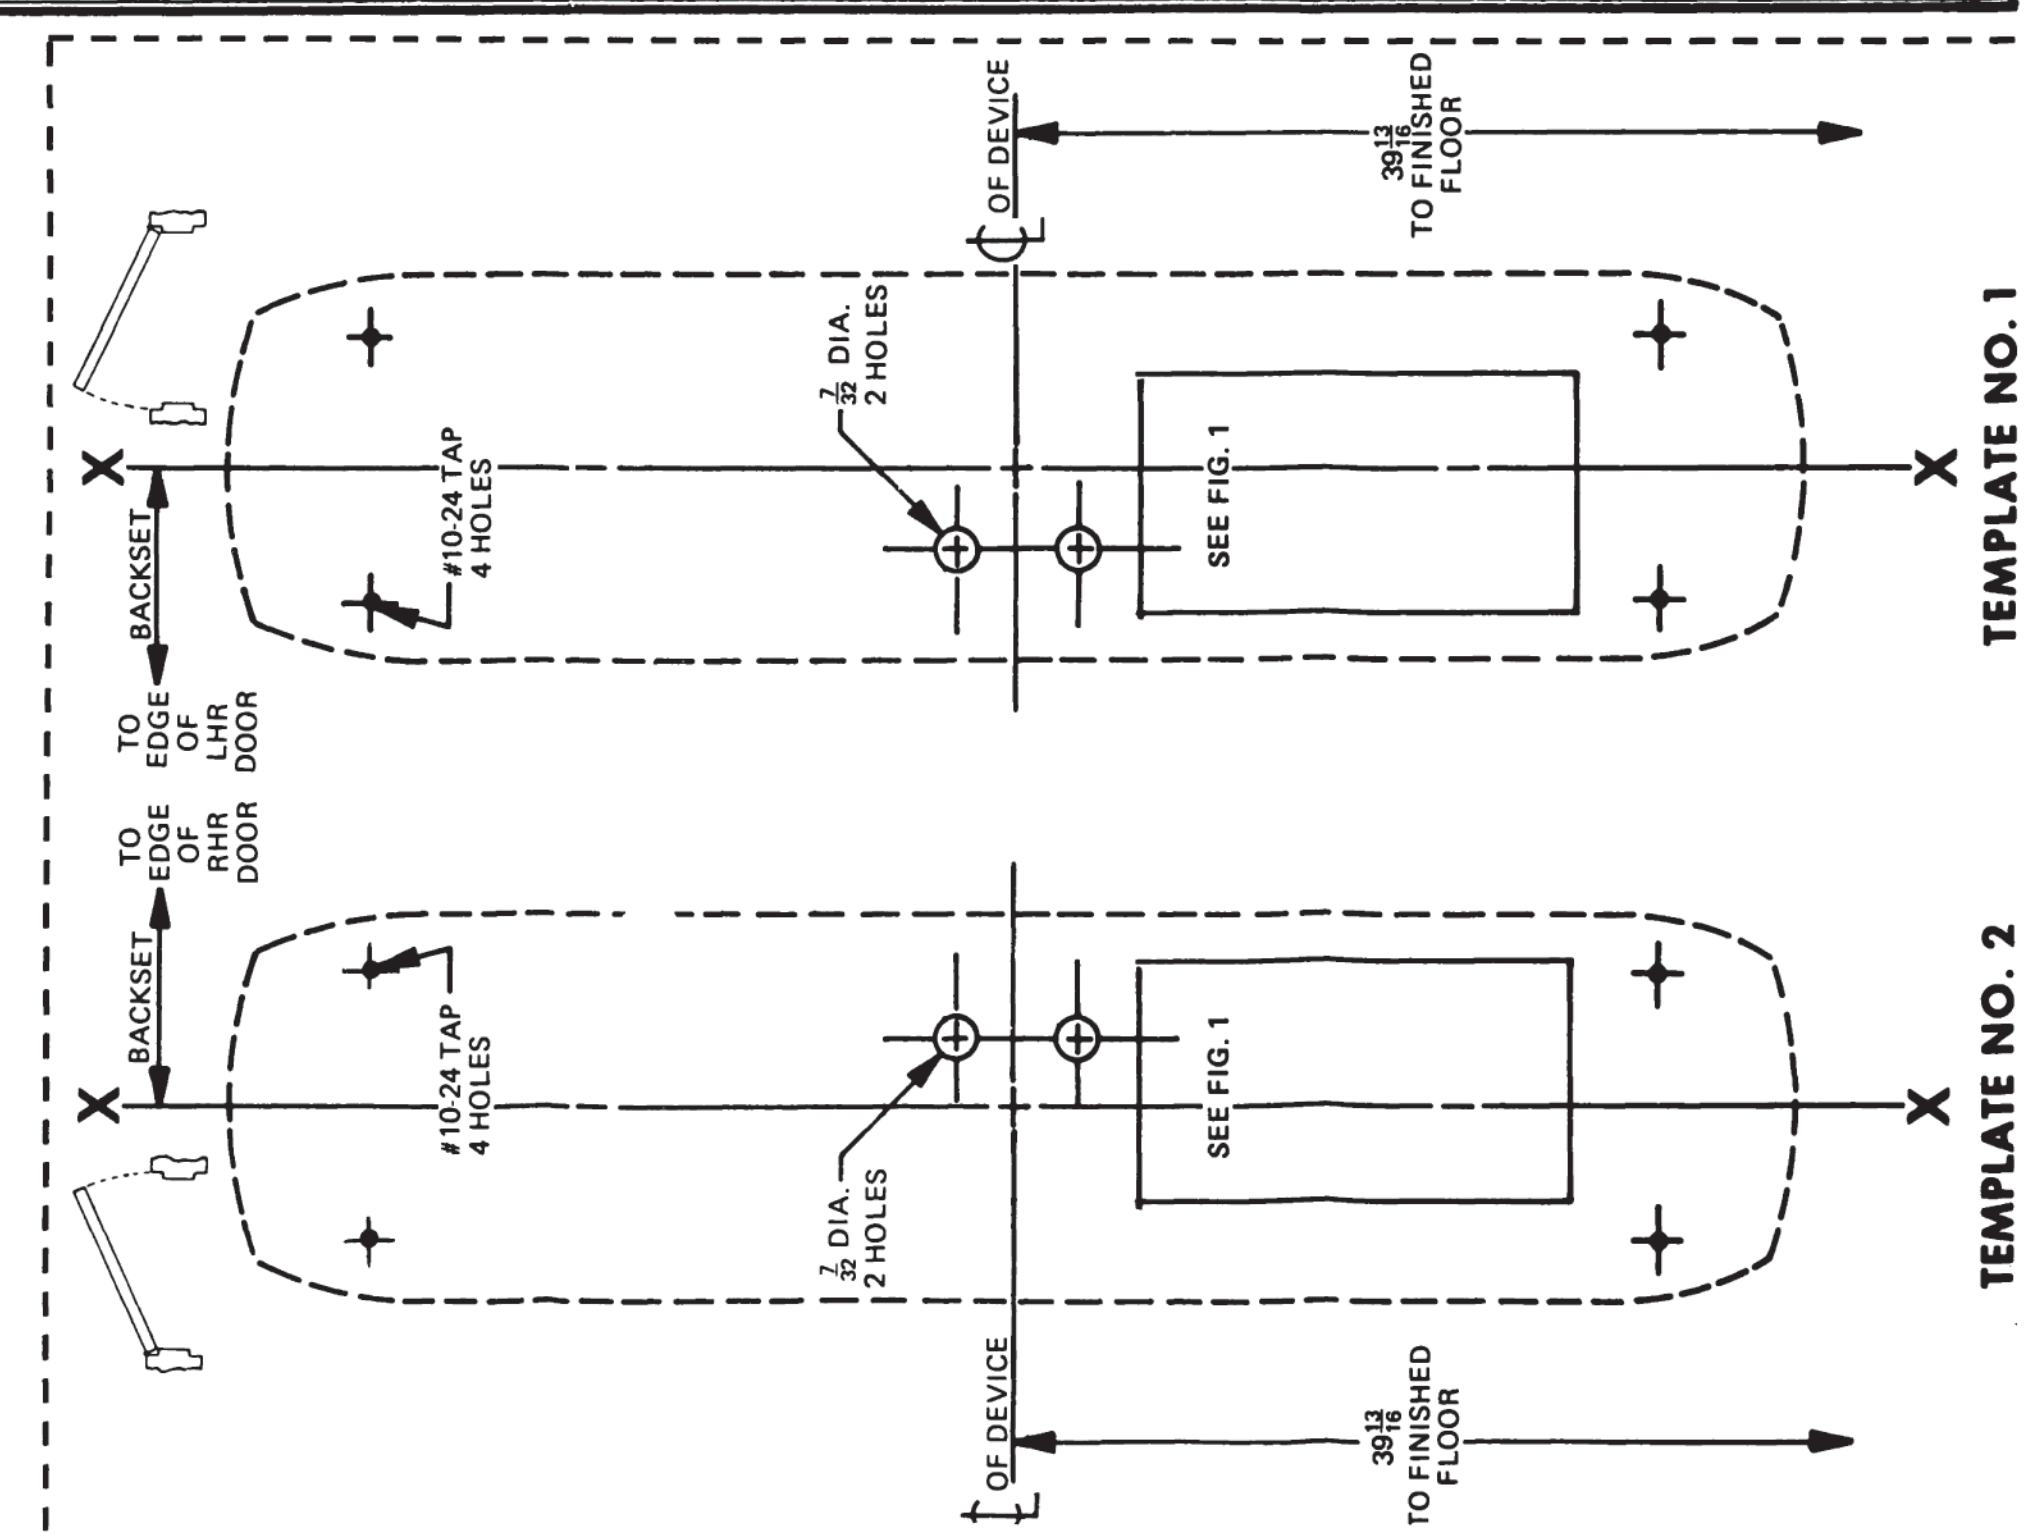 BACKSET
TO
EDGE
OF
RHR
DOOR
X
#10-24 TAP
4 HOLES
7/32 DIA.
2 HOLES
℄ OF DEVICE
SEE FIG. 1
39 13/16
TO FINISHED
FLOOR
X
TEMPLATE NO. 2
BACKSET
TO
EDGE
OF
LHR
DOOR
X
#10-24 TAP
4 HOLES
7/32 DIA.
2 HOLES
℄ OF DEVICE
SEE FIG. 1
39 13/16
TO FINISHED
FLOOR
X
TEMPLATE NO. 1